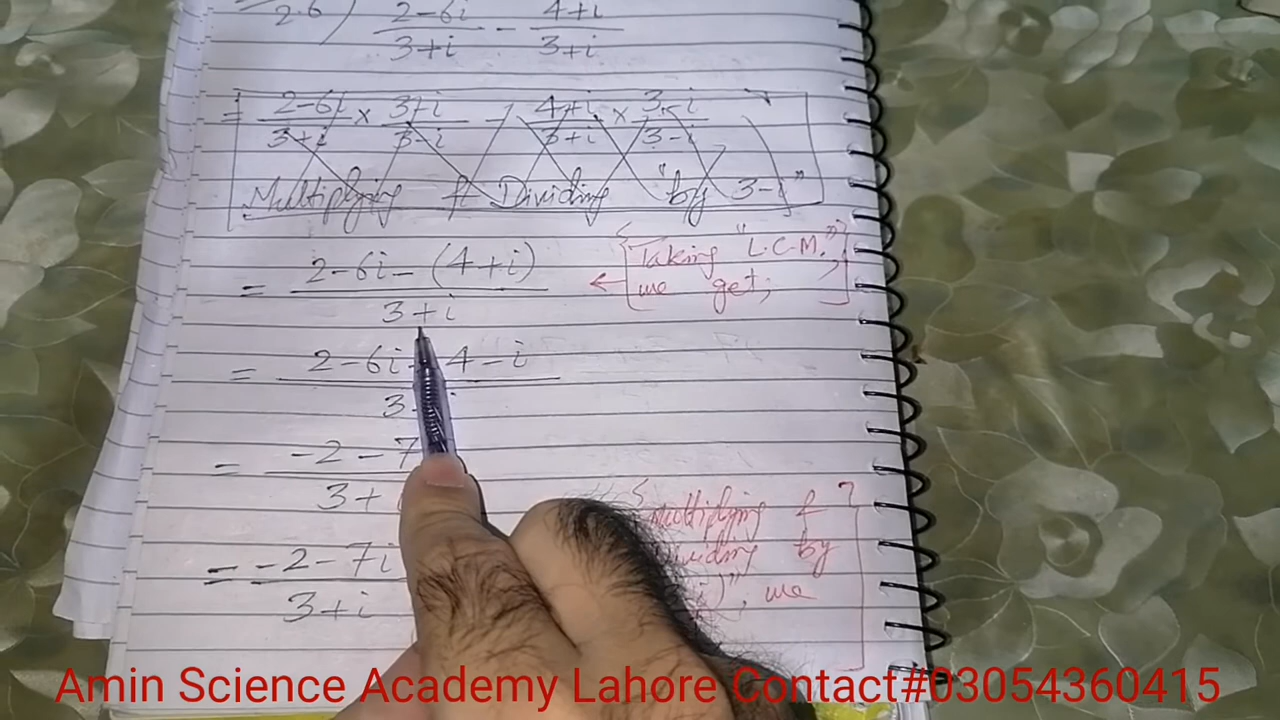 2.6) 2-6i/3+i - 4+i/3+i
= 2-6i/3+i × 3+i/3-i - 4+i/3+i × 3-i/3-i
Multiplying & Dividing "by 3-i"
= 2-6i-(4+i)/3+i
{Taking "L.C.M.", we get;
= 2-6i-4-i/3
= -2-7/3+
= -2-7i/3+i
Multiplying &
by
i)", we
Amin Science Academy Lahore Contact#03054360415